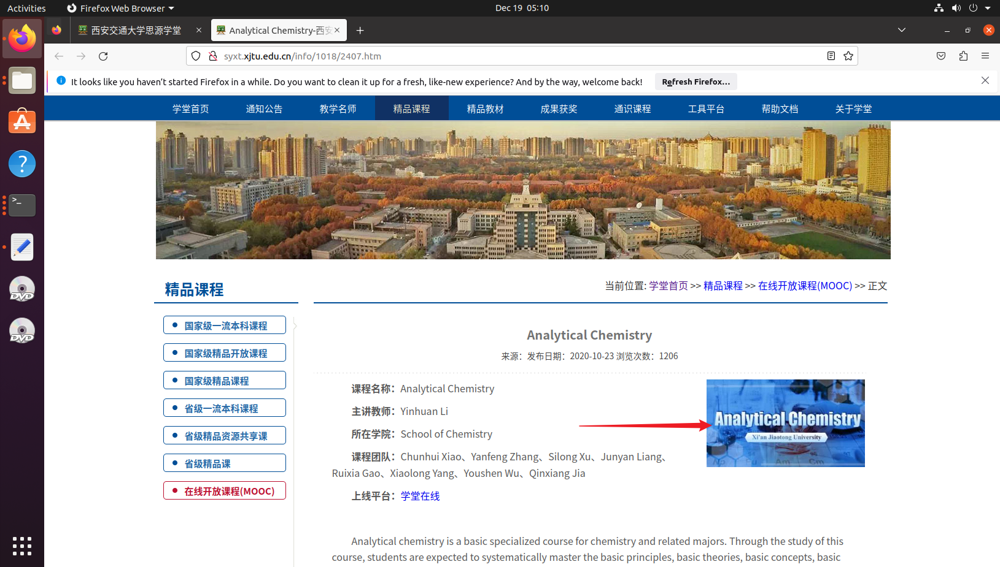 Activities
Firefox Web Browser
Dec 19 05:10
西安交通大学思源学堂
Analytical Chemistry-西安
syxt.xjtu.edu.cn/info/1018/2407.htm
It looks like you haven’t started Firefox in a while. Do you want to clean it up for a fresh, like-new experience? And by the way, welcome back!
Refresh Firefox…
学堂首页
通知公告
教学名师
精品课程
精品教材
成果获奖
通识课程
工具平台
帮助文档
关于学堂
精品课程
国家级一流本科课程
国家级精品开放课程
国家级精品课程
省级一流本科课程
省级精品资源共享课
省级精品课
在线开放课程(MOOC)
当前位置: 学堂首页 >> 精品课程 >> 在线开放课程(MOOC) >> 正文
Analytical Chemistry
来源：发布日期：2020-10-23 浏览次数：1206
课程名称：Analytical Chemistry
主讲教师：Yinhuan Li
所在学院：School of Chemistry
课程团队：Chunhui Xiao、Yanfeng Zhang、Silong Xu、Junyan Liang、
Ruixia Gao、Xiaolong Yang、Youshen Wu、Qinxiang Jia
上线平台：学堂在线
Analytical Chemistry
Xi'an Jiaotong University
Np Eu Am Cm
Analytical chemistry is a basic specialized course for chemistry and related majors. Through the study of this
course, students are expected to systematically master the basic principles, basic theories, basic concepts, basic
>_
DVD
DVD